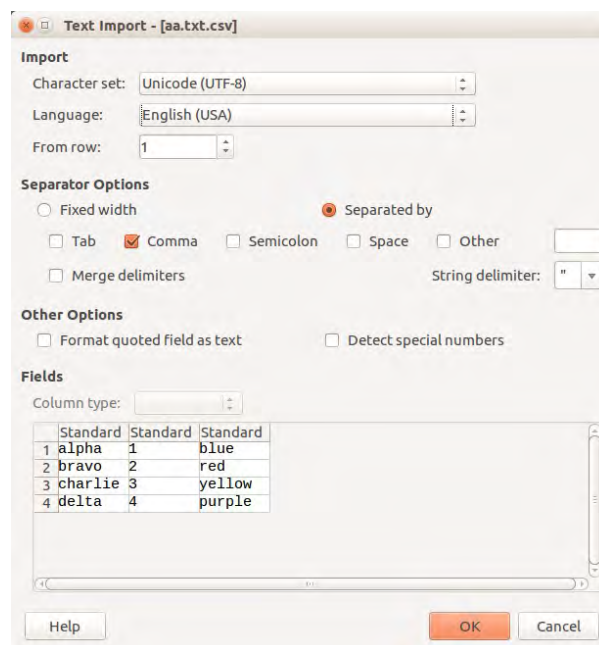 Text Import - [aa.txt.csv]
Import
Character set: Unicode (UTF-8)
Language: English (USA)
From row: 1
Separator Options
Fixed width Separated by
Tab Comma Semicolon Space Other
Merge delimiters String delimiter: "
Other Options
Format quoted field as text Detect special numbers
Fields
Column type:
Standard Standard Standard
1 alpha 1 blue
2 bravo 2 red
3 charlie 3 yellow
4 delta 4 purple
Help OK Cancel